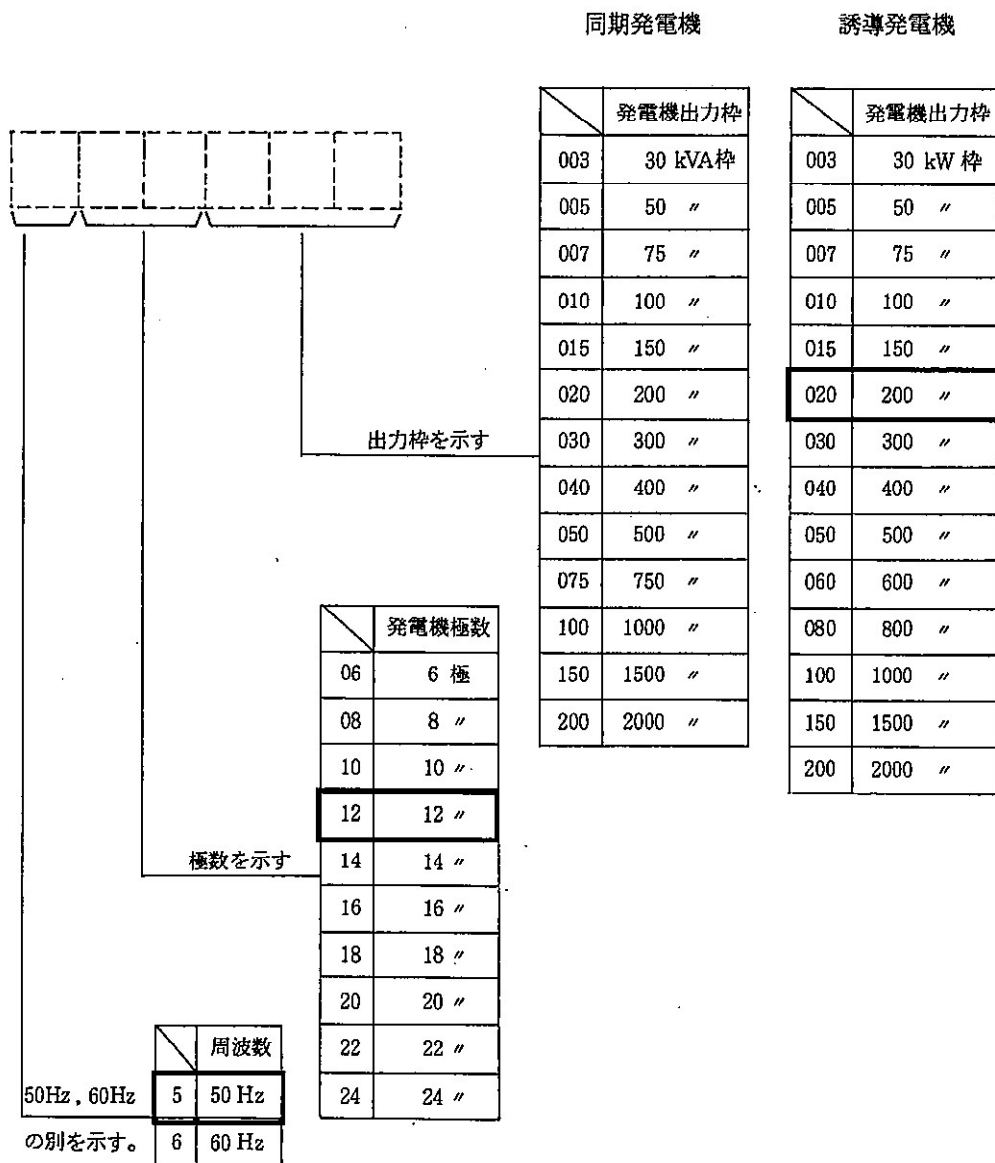 同期発電機
誘導発電機
発電機出力枠
003 30 kVA枠
005 50 〃
007 75 〃
010 100 〃
015 150 〃
020 200 〃
030 300 〃
040 400 〃
050 500 〃
075 750 〃
100 1000 〃
150 1500 〃
200 2000 〃
発電機出力枠
003 30 kW 枠
005 50 〃
007 75 〃
010 100 〃
015 150 〃
020 200 〃
030 300 〃
040 400 〃
050 500 〃
060 600 〃
080 800 〃
100 1000 〃
150 1500 〃
200 2000 〃
出力枠を示す
発電機極数
06 6 極
08 8 〃
10 10 〃
12 12 〃
14 14 〃
16 16 〃
18 18 〃
20 20 〃
22 22 〃
24 24 〃
極数を示す
周波数
5 50 Hz
6 60 Hz
50Hz, 60Hz
の別を示す。